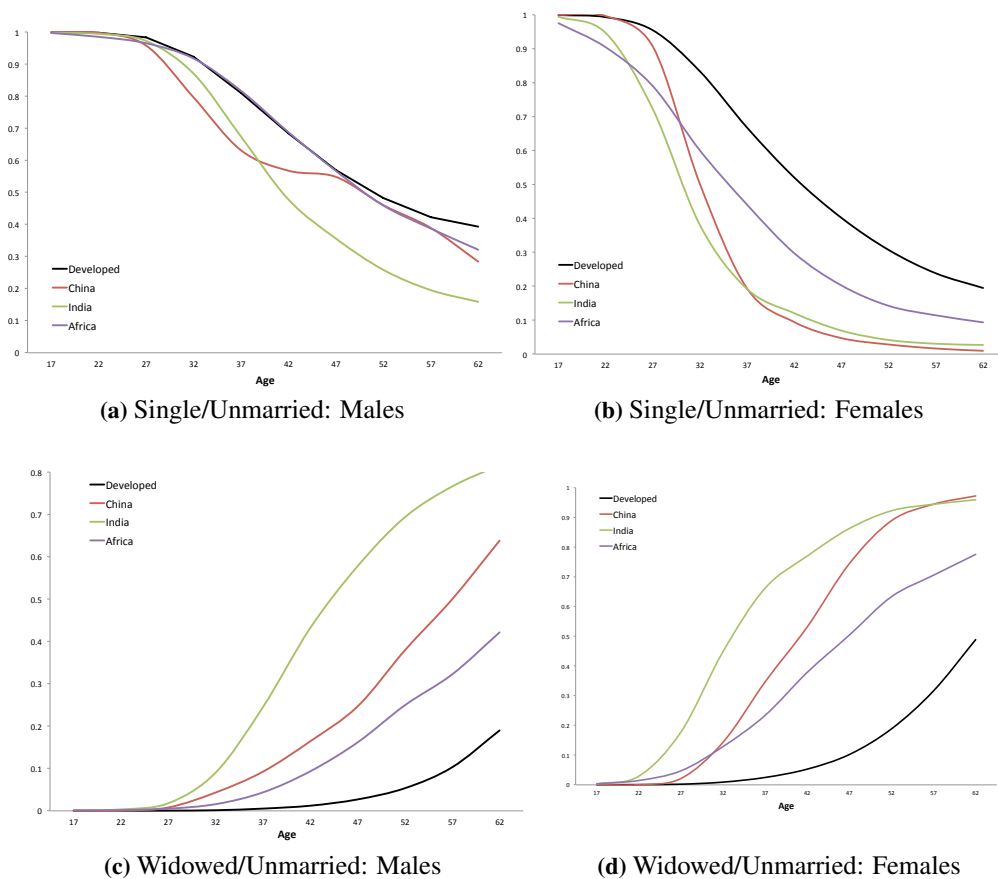 1
0.9
0.8
0.7
0.6
0.5
0.4
0.3
0.2
0.1
0
Developed
China
India
Africa
17 22 27 32 37 42 47 52 57 62
Age
(a) Single/Unmarried: Males
1
0.9
0.8
0.7
0.6
0.5
0.4
0.3
0.2
0.1
0
Developed
China
India
Africa
17 22 27 32 37 42 47 52 57 62
Age
(b) Single/Unmarried: Females
0.8
0.7
0.6
0.5
0.4
0.3
0.2
0.1
0
Developed
China
India
Africa
17 22 27 32 37 42 47 52 57 62
Age
(c) Widowed/Unmarried: Males
1
0.9
0.8
0.7
0.6
0.5
0.4
0.3
0.2
0.1
0
Developed
China
India
Africa
17 22 27 32 37 42 47 52 57 62
Age
(d) Widowed/Unmarried: Females